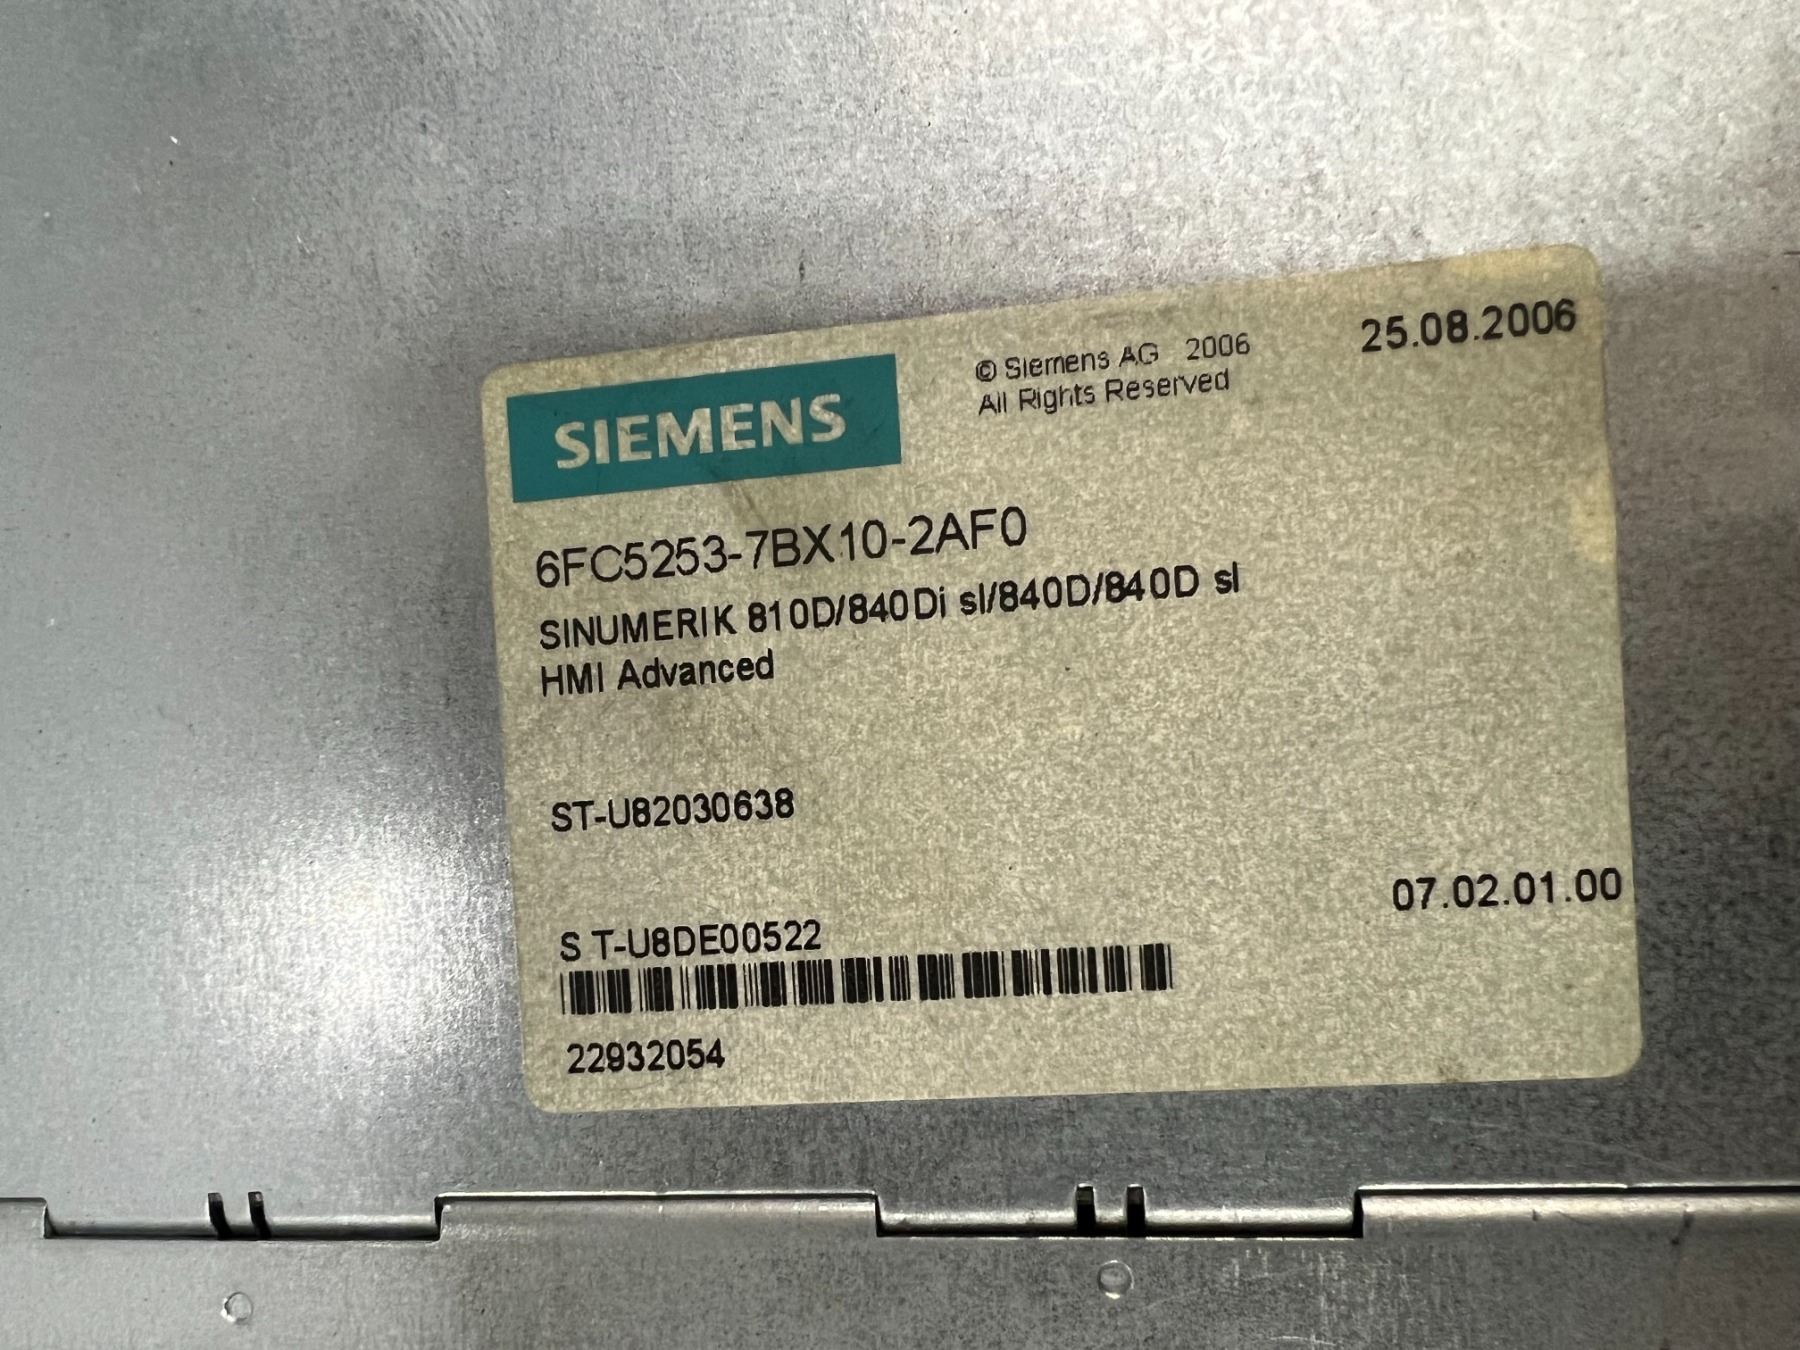 SIEMENS
© Siemens AG 2006
All Rights Reserved
25.08.2006
6FC5253-7BX10-2AF0
SINUMERIK 810D/840Di sl/840D/840D sl
HMI Advanced
ST-U82030638
07.02.01.00
S T-U8DE00522
22932054